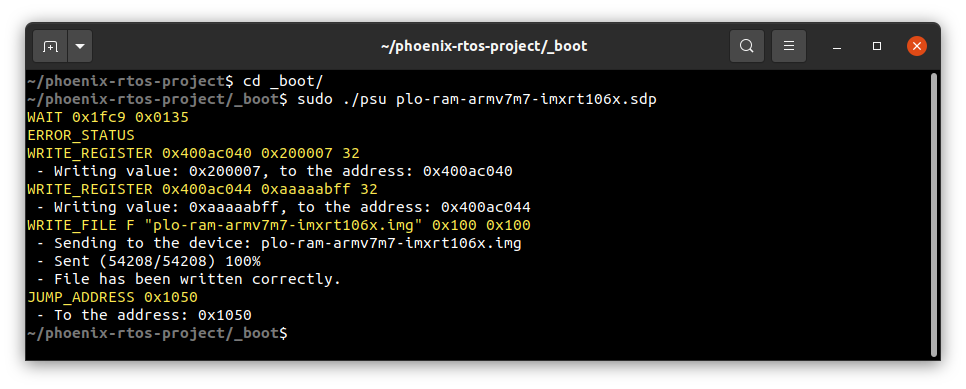 ~/phoenix-rtos-project/_boot
~/phoenix-rtos-project$ cd _boot/
~/phoenix-rtos-project/_boot$ sudo ./psu plo-ram-armv7m7-imxrt106x.sdp
WAIT 0x1fc9 0x0135
ERROR_STATUS
WRITE_REGISTER 0x400ac040 0x200007 32
 - Writing value: 0x200007, to the address: 0x400ac040
WRITE_REGISTER 0x400ac044 0xaaaaabff 32
 - Writing value: 0xaaaaabff, to the address: 0x400ac044
WRITE_FILE F "plo-ram-armv7m7-imxrt106x.img" 0x100 0x100
 - Sending to the device: plo-ram-armv7m7-imxrt106x.img
 - Sent (54208/54208) 100%
 - File has been written correctly.
JUMP_ADDRESS 0x1050
 - To the address: 0x1050
~/phoenix-rtos-project/_boot$